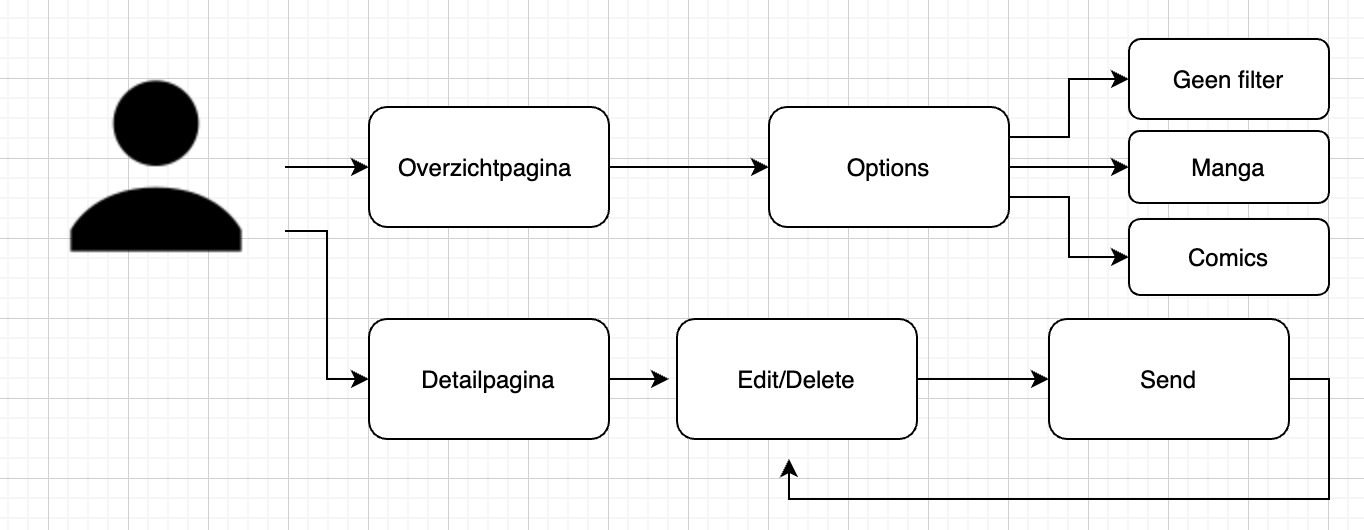 Geen filter
Overzichtpagina
Options
Manga
Comics
Detailpagina
Edit/Delete
Send